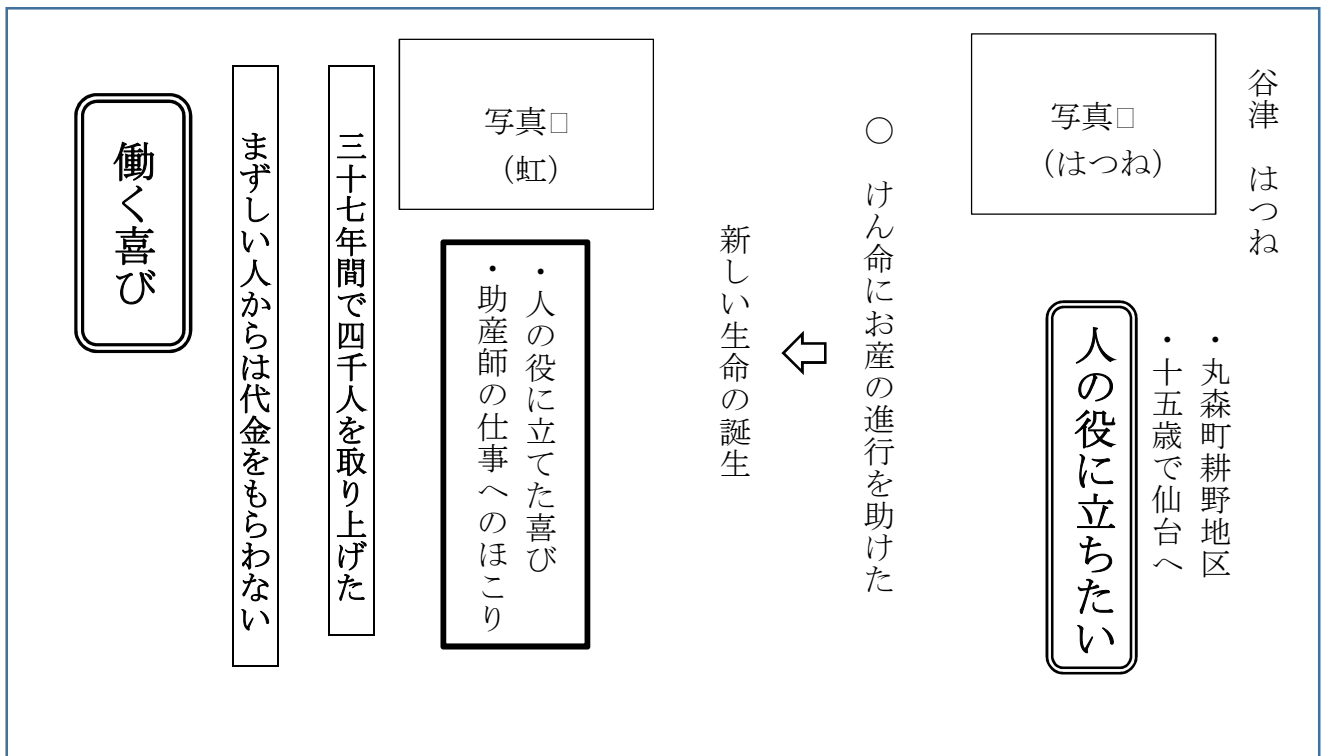 谷津　はつね
写真□
（はつね）
・丸森町耕野地区
・十五歳で仙台へ
人の役に立ちたい
○　けん命にお産の進行を助けた
新しい生命の誕生
写真□
（虹）
・人の役に立てた喜び
・助産師の仕事へのほこり
三十七年間で四千人を取り上げた
まずしい人からは代金をもらわない
働く喜び